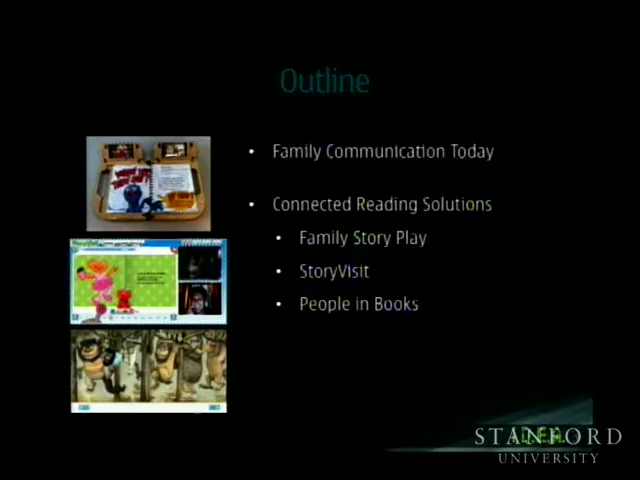 Outline
• Family Communication Today
• Connected Reading Solutions
• Family Story Play
• StoryVisit
• People in Books
STANFORD
UNIVERSITY